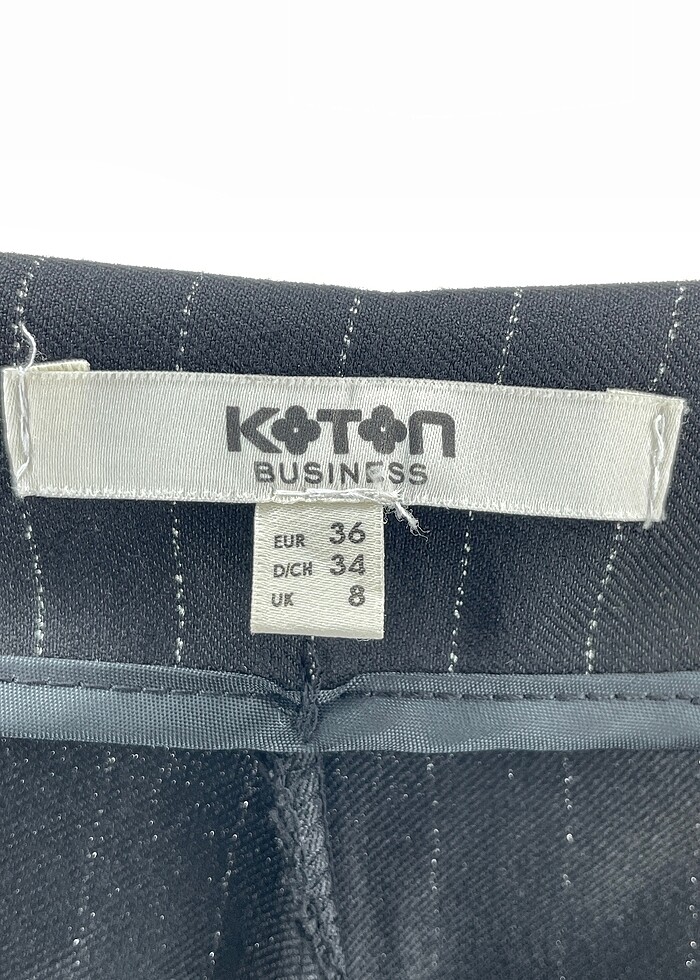 KOTON
BUSINESS
EUR 36
D/CH 34
UK 8